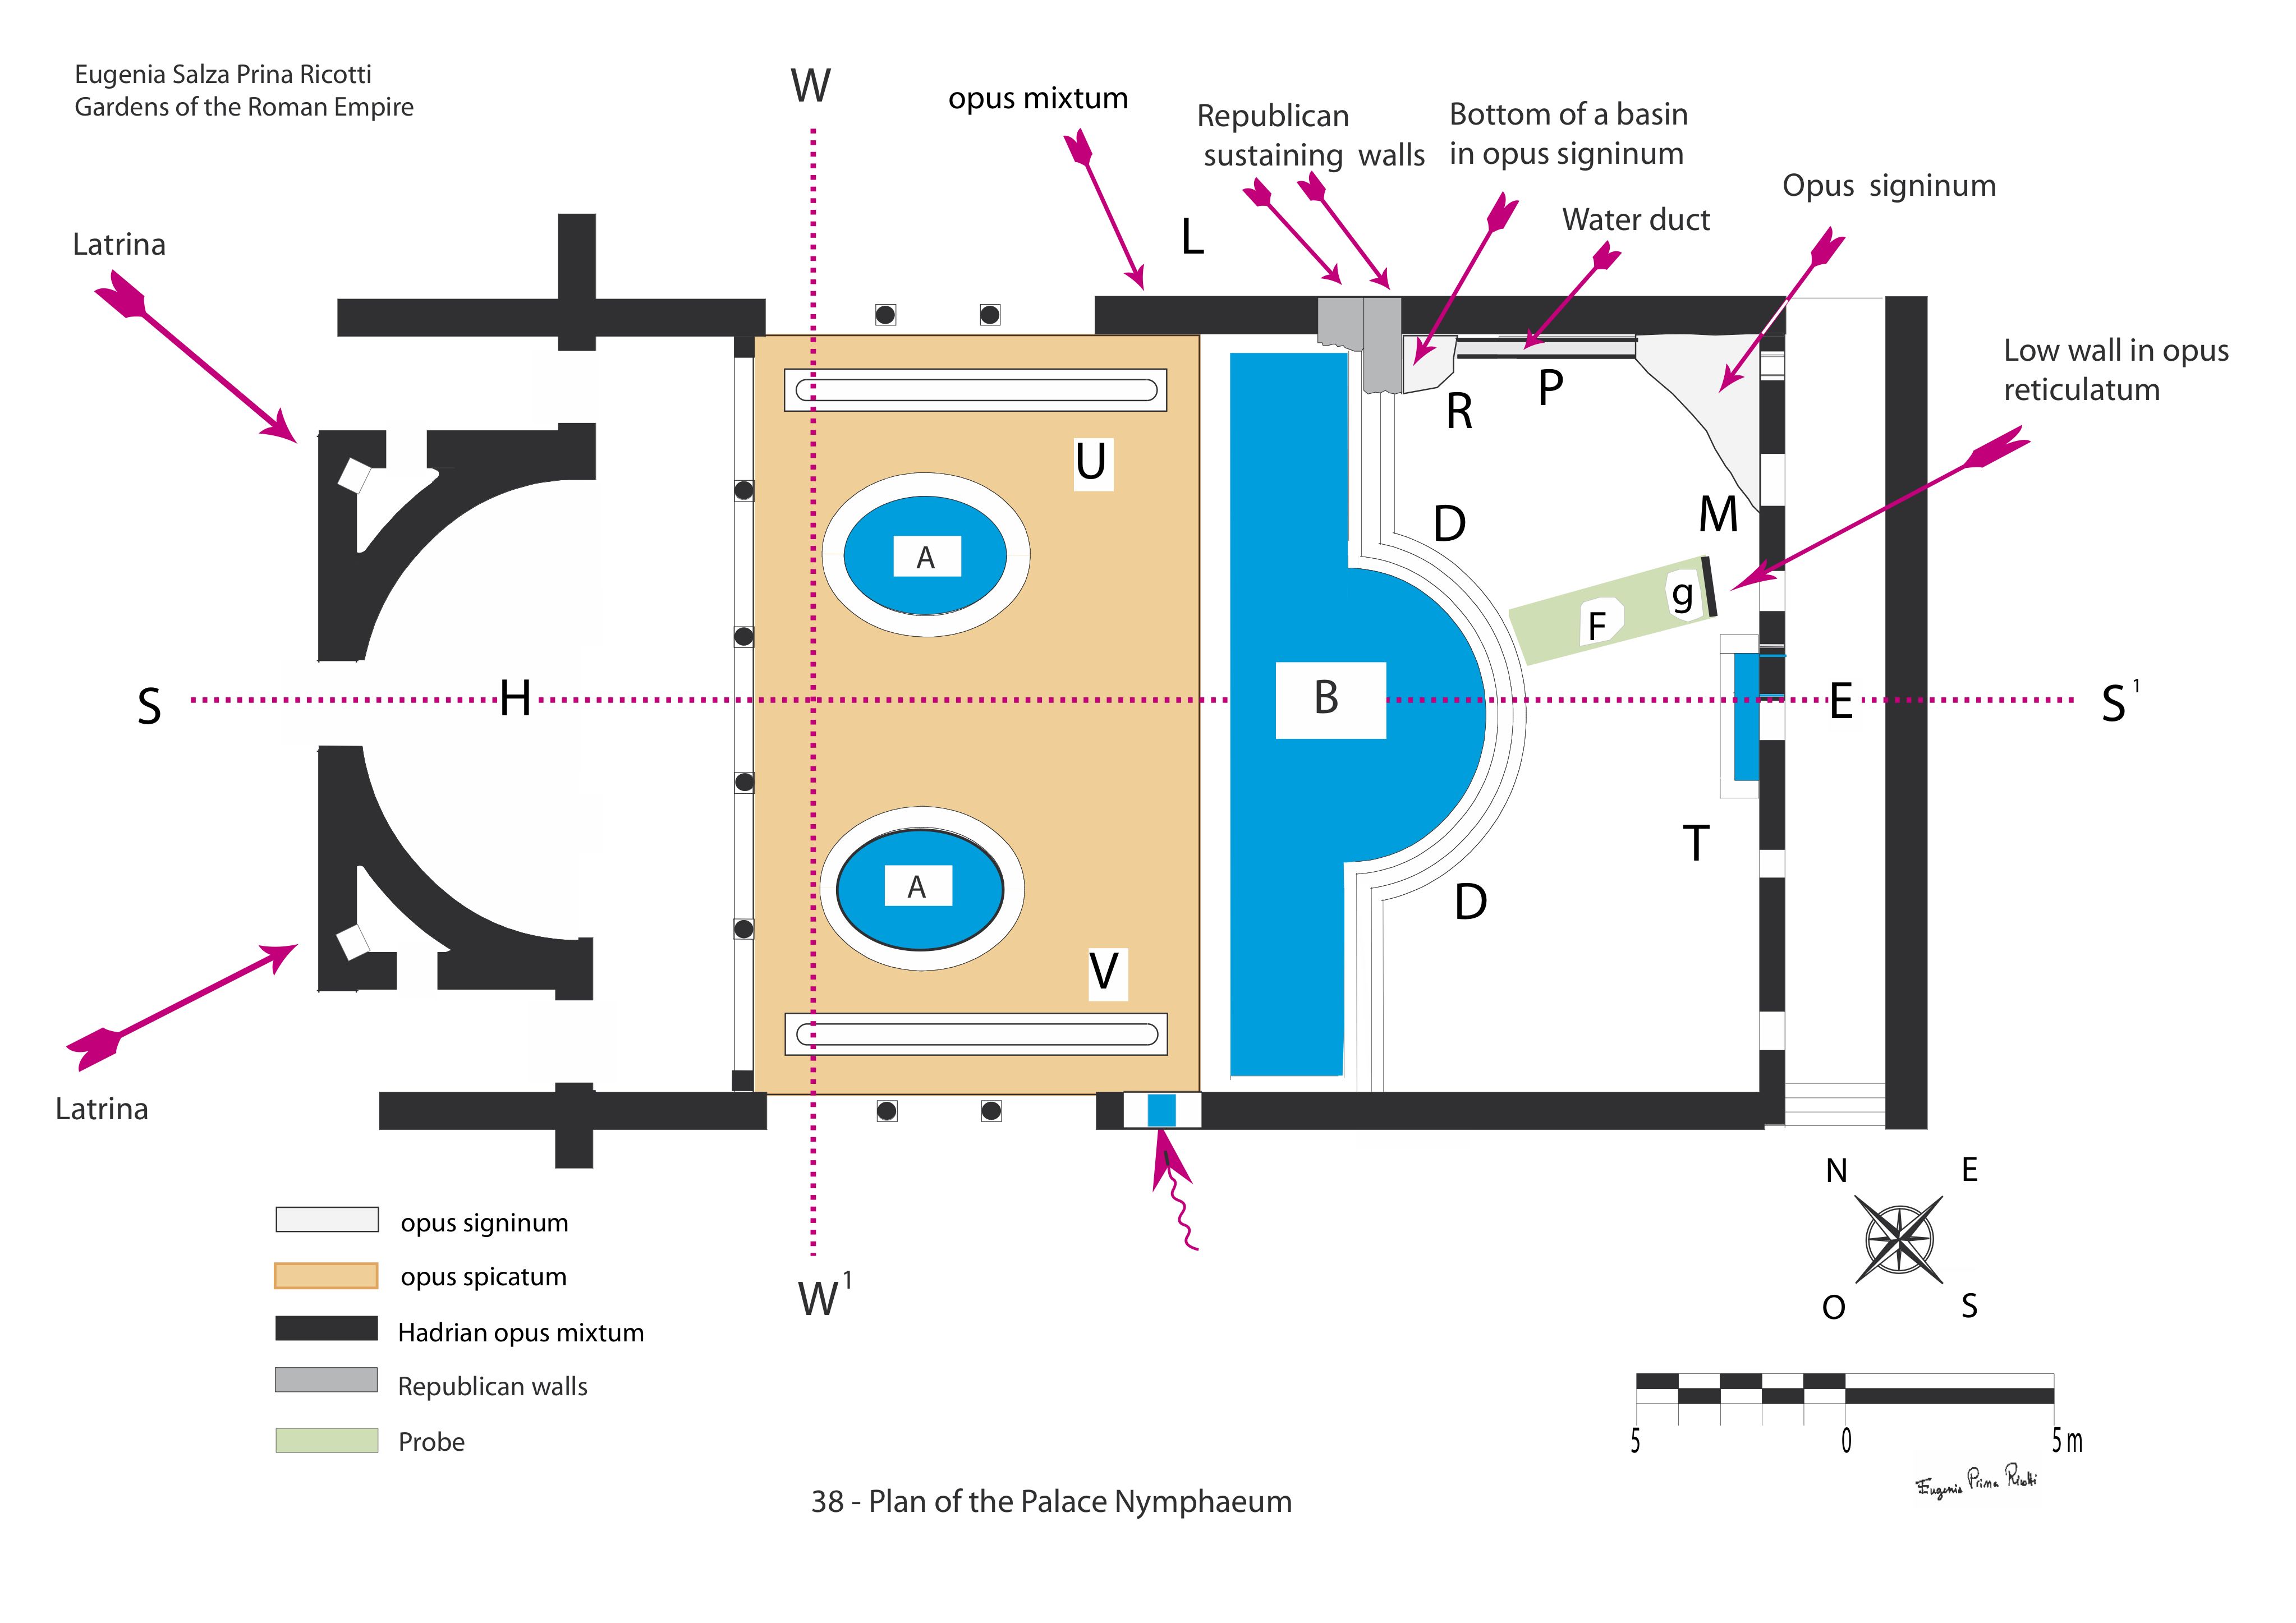 Eugenia Salza Prina Ricotti
Gardens of the Roman Empire
W
opus mixtum
Republican
sustaining walls
Bottom of a basin
in opus signinum
Opus signinum
Water duct
L
Latrina
Low wall in opus
reticulatum
R
P
U
D
M
A
g
F
S
H
B
E
S¹
T
A
D
V
Latrina
W¹
opus signinum
opus spicatum
Hadrian opus mixtum
Republican walls
Probe
N
E
O
S
5
0
5 m
Eugenia Prina Ricotti
38 - Plan of the Palace Nymphaeum